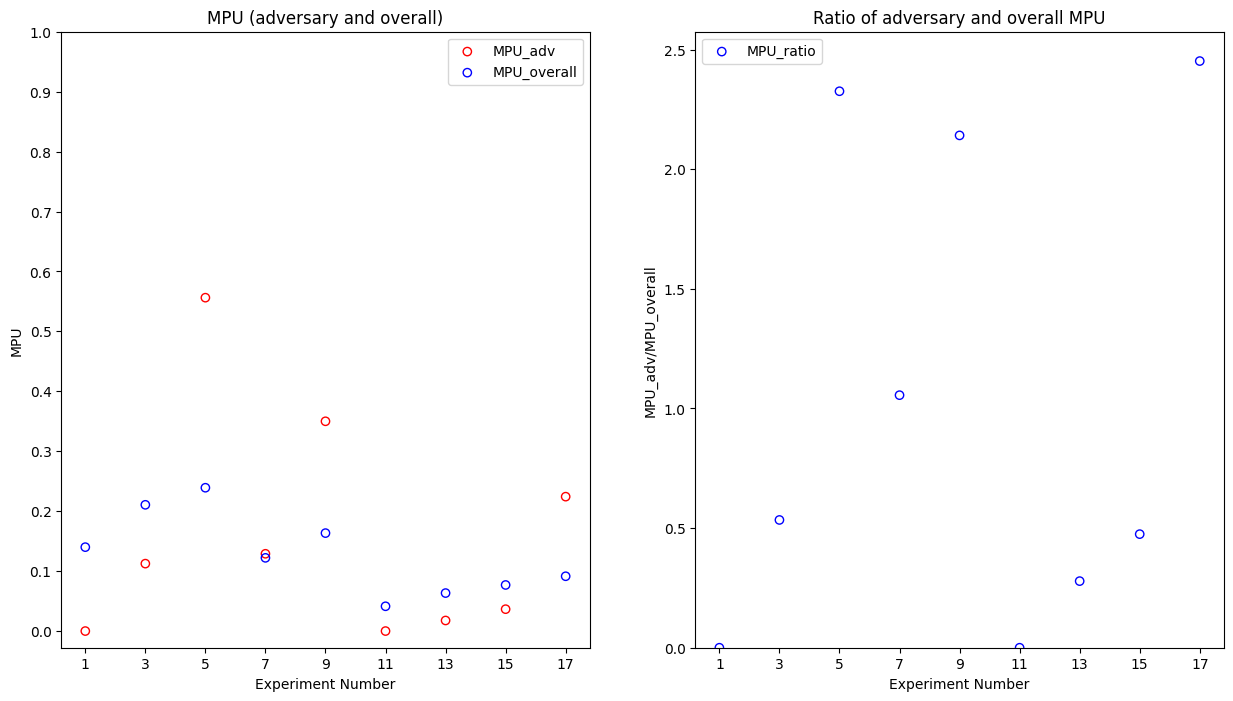 MPU (adversary and overall)
MPU_adv
MPU_overall
1.0
0.9
0.8
0.7
0.6
0.5
0.4
0.3
0.2
0.1
0.0
MPU
1 3 5 7 9 11 13 15 17
Experiment Number
Ratio of adversary and overall MPU
MPU_ratio
2.5
2.0
1.5
1.0
0.5
0.0
MPU_adv/MPU_overall
1 3 5 7 9 11 13 15 17
Experiment Number